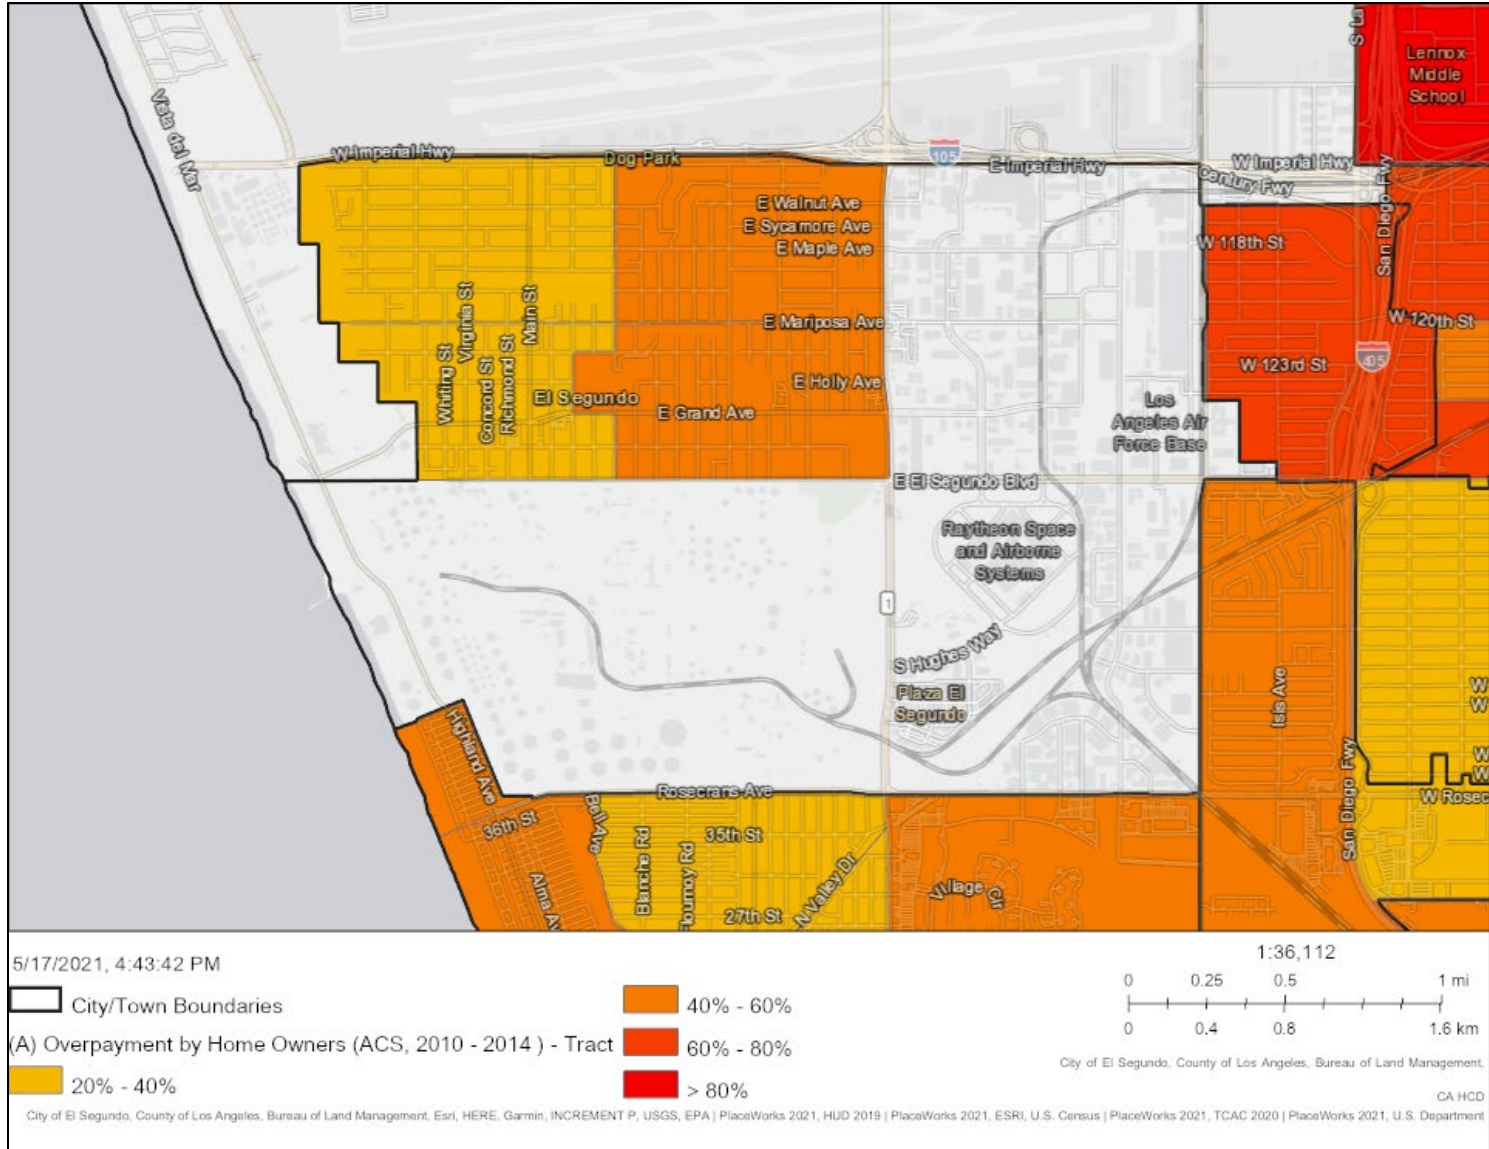 S La
Lennox
Middle
School
Vista del Mar
W Imperial Hwy
Dog Park
105
E Imperial Hwy
W Imperial Hwy
century Fwy
San Diego Fwy
E Walnut Ave
E Sycamore Ave
E Maple Ave
W 118th St
Virginia St
Main St
E Mariposa Ave
W 120th St
Whiting St
Concord St
Richmond St
W 123rd St
405
E Holly Ave
El Segundo
E Grand Ave
Los
Angeles Air
Force Base
E El Segundo Blvd
Raytheon Space
and Airborne
Systems
1
S Hughes Way
Plaza El
Segundo
Isis Ave
W
W
Highland Ave
San Diego Fwy
W
W
Rosecrans Ave
W Rosec
36th St
Bell Ave
Blanche Rd
35th St
Flournoy Rd
N Valley Dr
Village Cir
Alma Av
27th St
5/17/2021, 4:43:42 PM
City/Town Boundaries
(A) Overpayment by Home Owners (ACS, 2010 - 2014 ) - Tract
20% - 40%
40% - 60%
60% - 80%
> 80%
1:36,112
0 0.25 0.5 1 mi
0 0.4 0.8 1.6 km
City of El Segundo, County of Los Angeles, Bureau of Land Management,
CA HCD
City of El Segundo, County of Los Angeles, Bureau of Land Management, Esri, HERE, Garmin, INCREMENT P, USGS, EPA | PlaceWorks 2021, HUD 2019 | PlaceWorks 2021, ESRI, U.S. Census | PlaceWorks 2021, TCAC 2020 | PlaceWorks 2021, U.S. Department